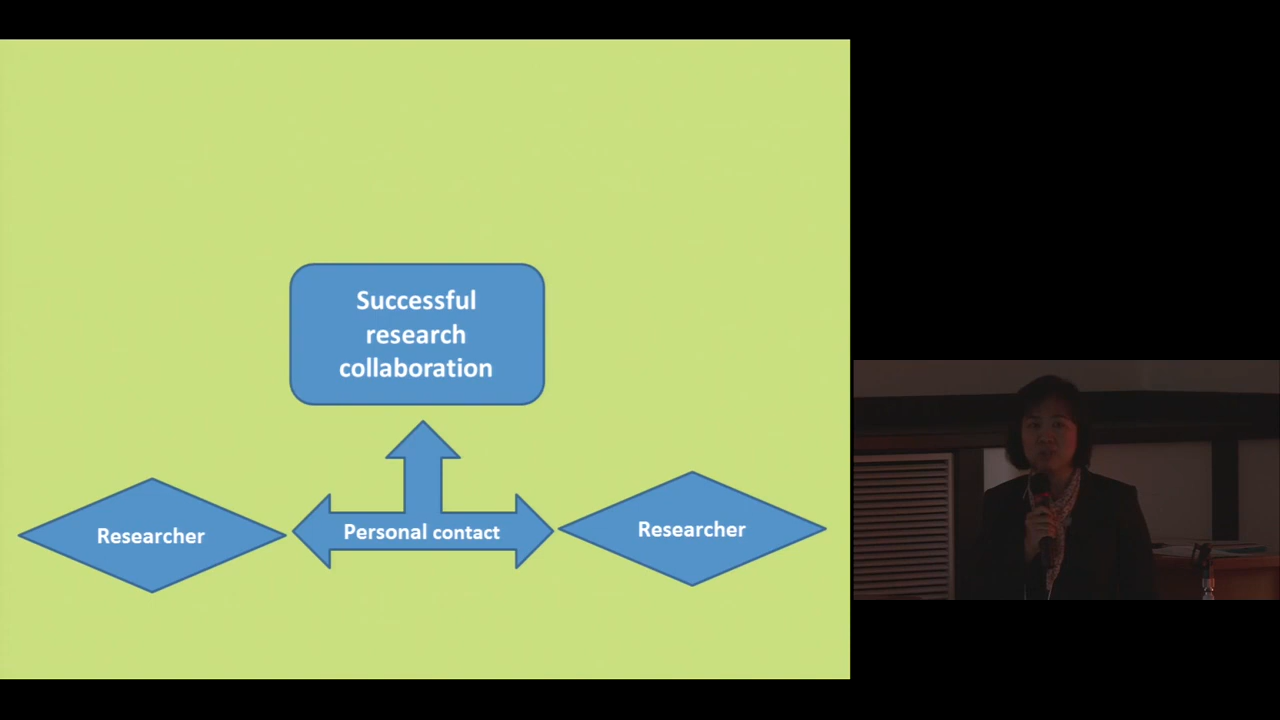 Successful
research
collaboration
Researcher
Personal contact
Researcher